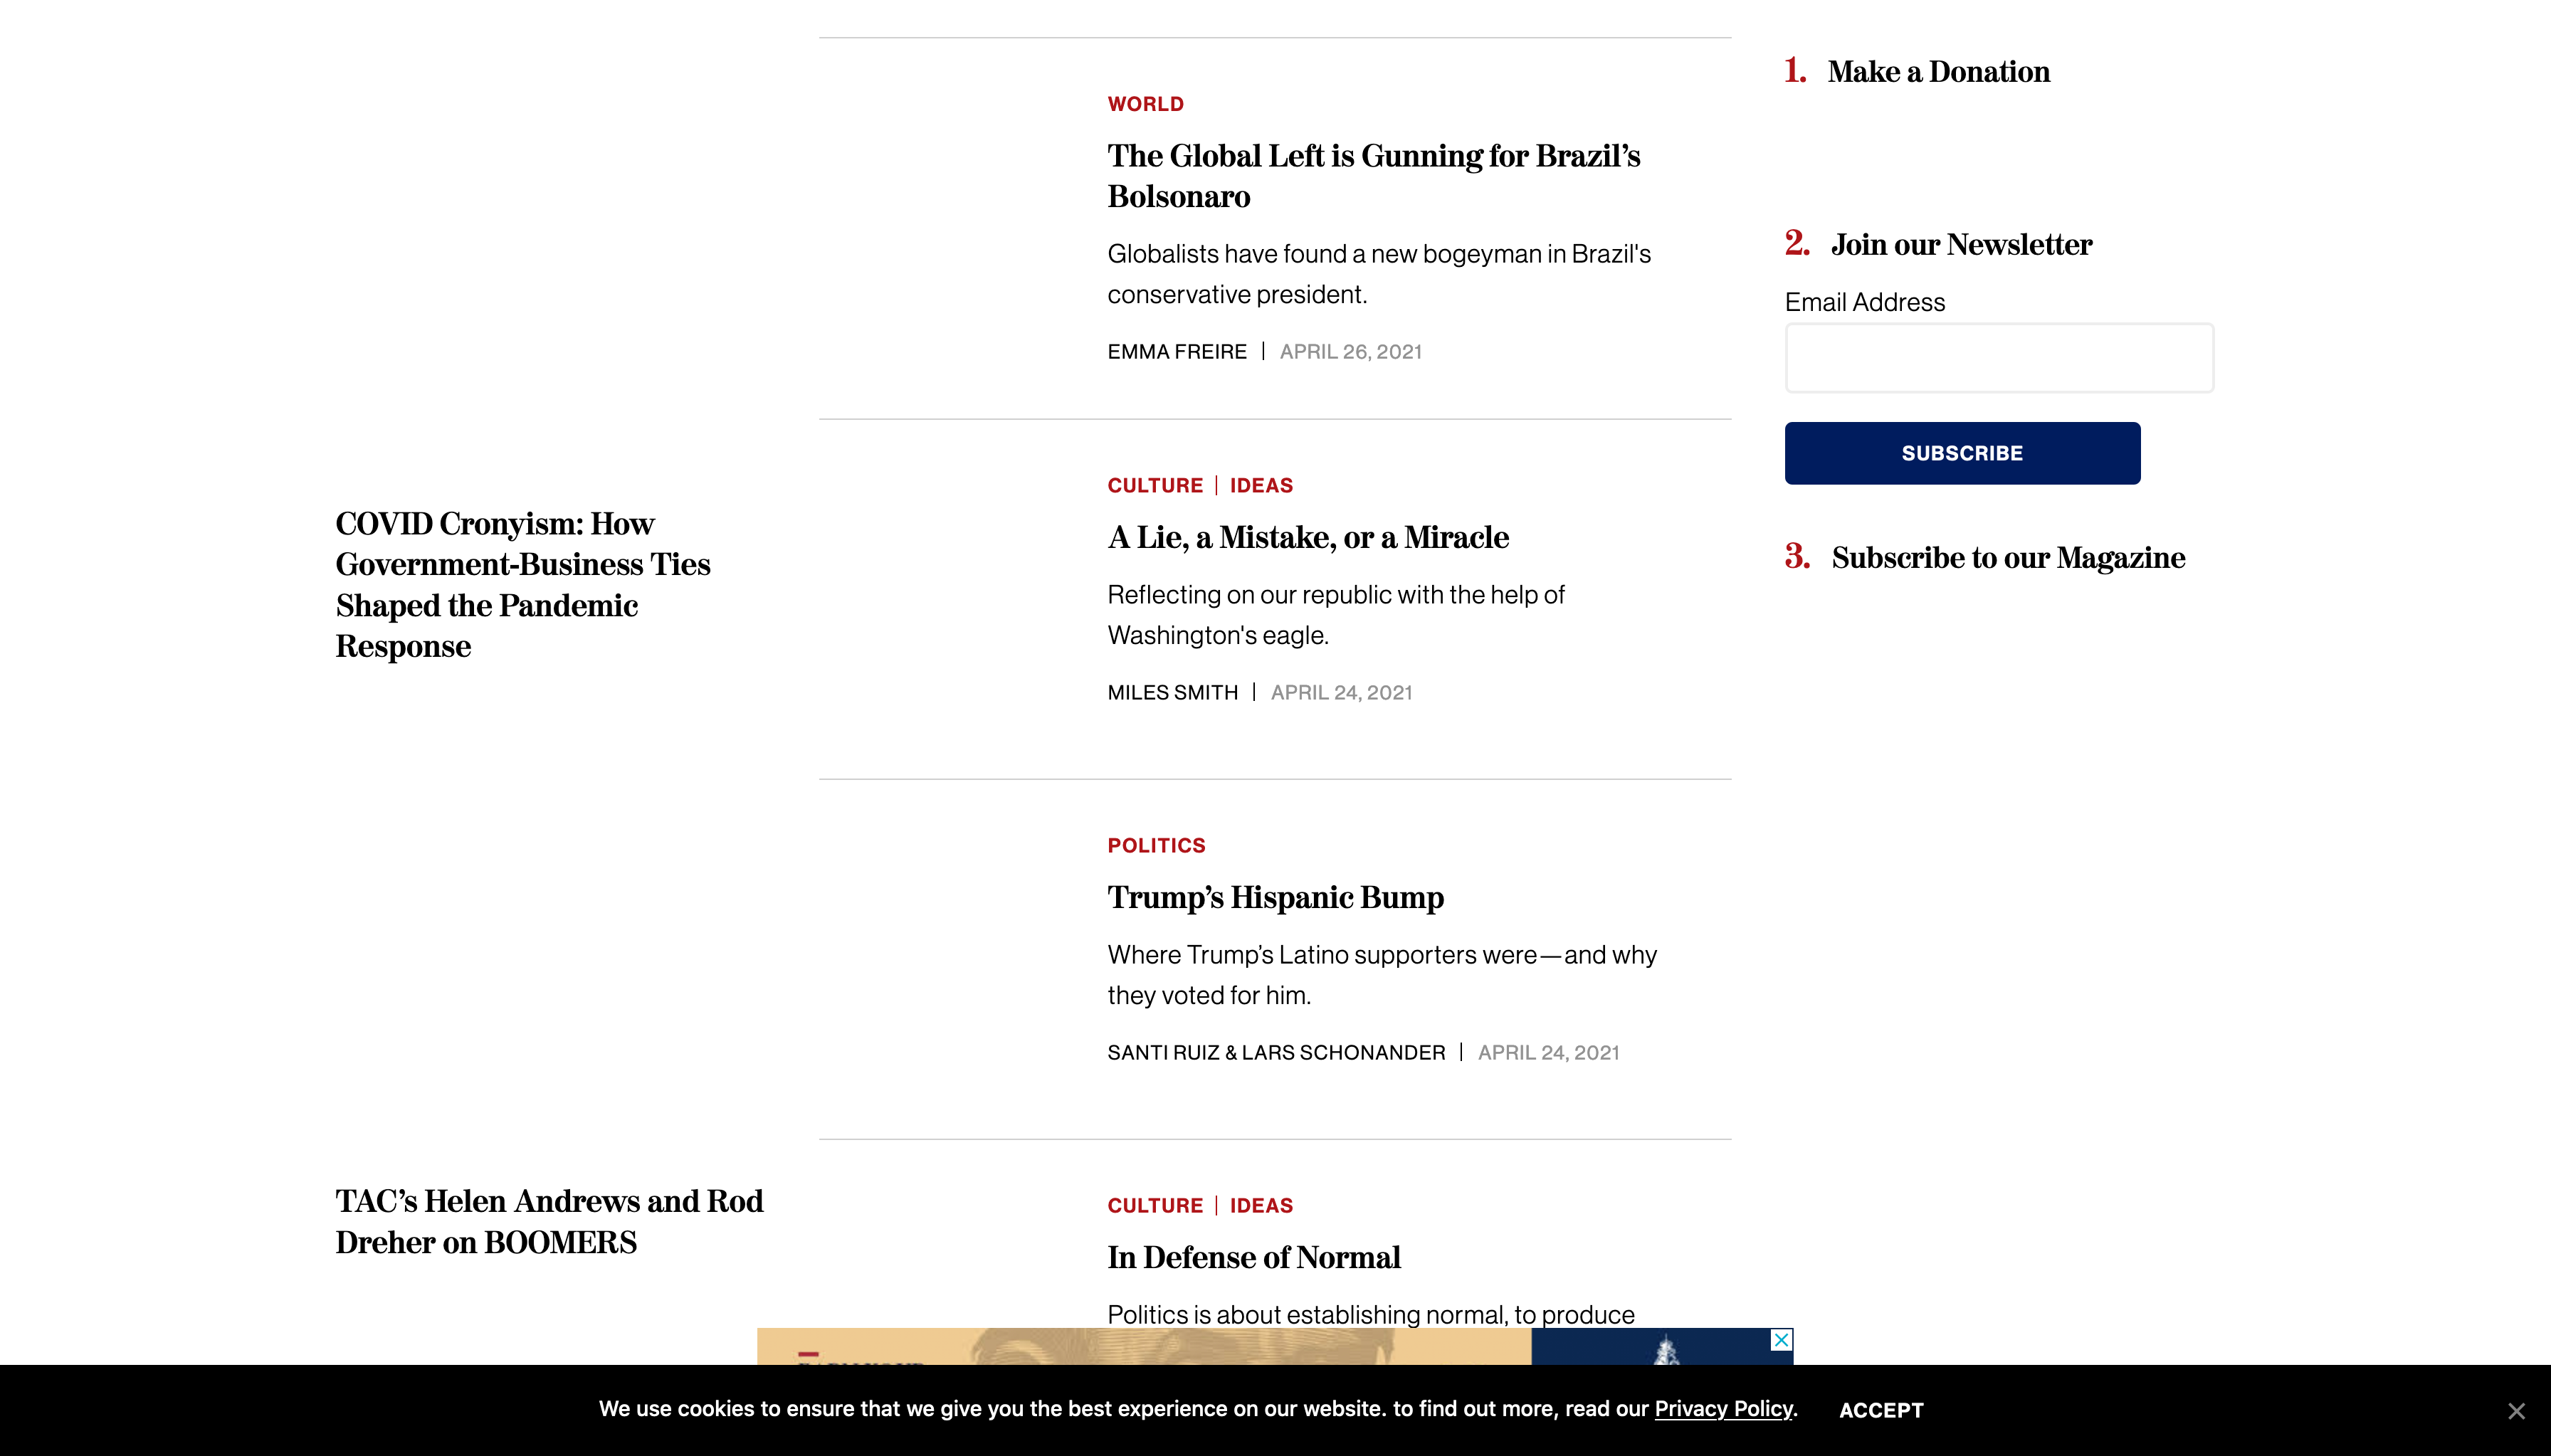 COVID Cronyism: How
Government-Business Ties
Shaped the Pandemic
Response
TAC’s Helen Andrews and Rod
Dreher on BOOMERS
WORLD
The Global Left is Gunning for Brazil’s
Bolsonaro
Globalists have found a new bogeyman in Brazil's
conservative president.
EMMA FREIRE | APRIL 26, 2021
CULTURE | IDEAS
A Lie, a Mistake, or a Miracle
Reflecting on our republic with the help of
Washington's eagle.
MILES SMITH | APRIL 24, 2021
POLITICS
Trump’s Hispanic Bump
Where Trump’s Latino supporters were—and why
they voted for him.
SANTI RUIZ & LARS SCHONANDER | APRIL 24, 2021
CULTURE | IDEAS
In Defense of Normal
Politics is about establishing normal, to produce
1. Make a Donation
2. Join our Newsletter
Email Address
SUBSCRIBE
3. Subscribe to our Magazine
We use cookies to ensure that we give you the best experience on our website. to find out more, read our Privacy Policy. ACCEPT